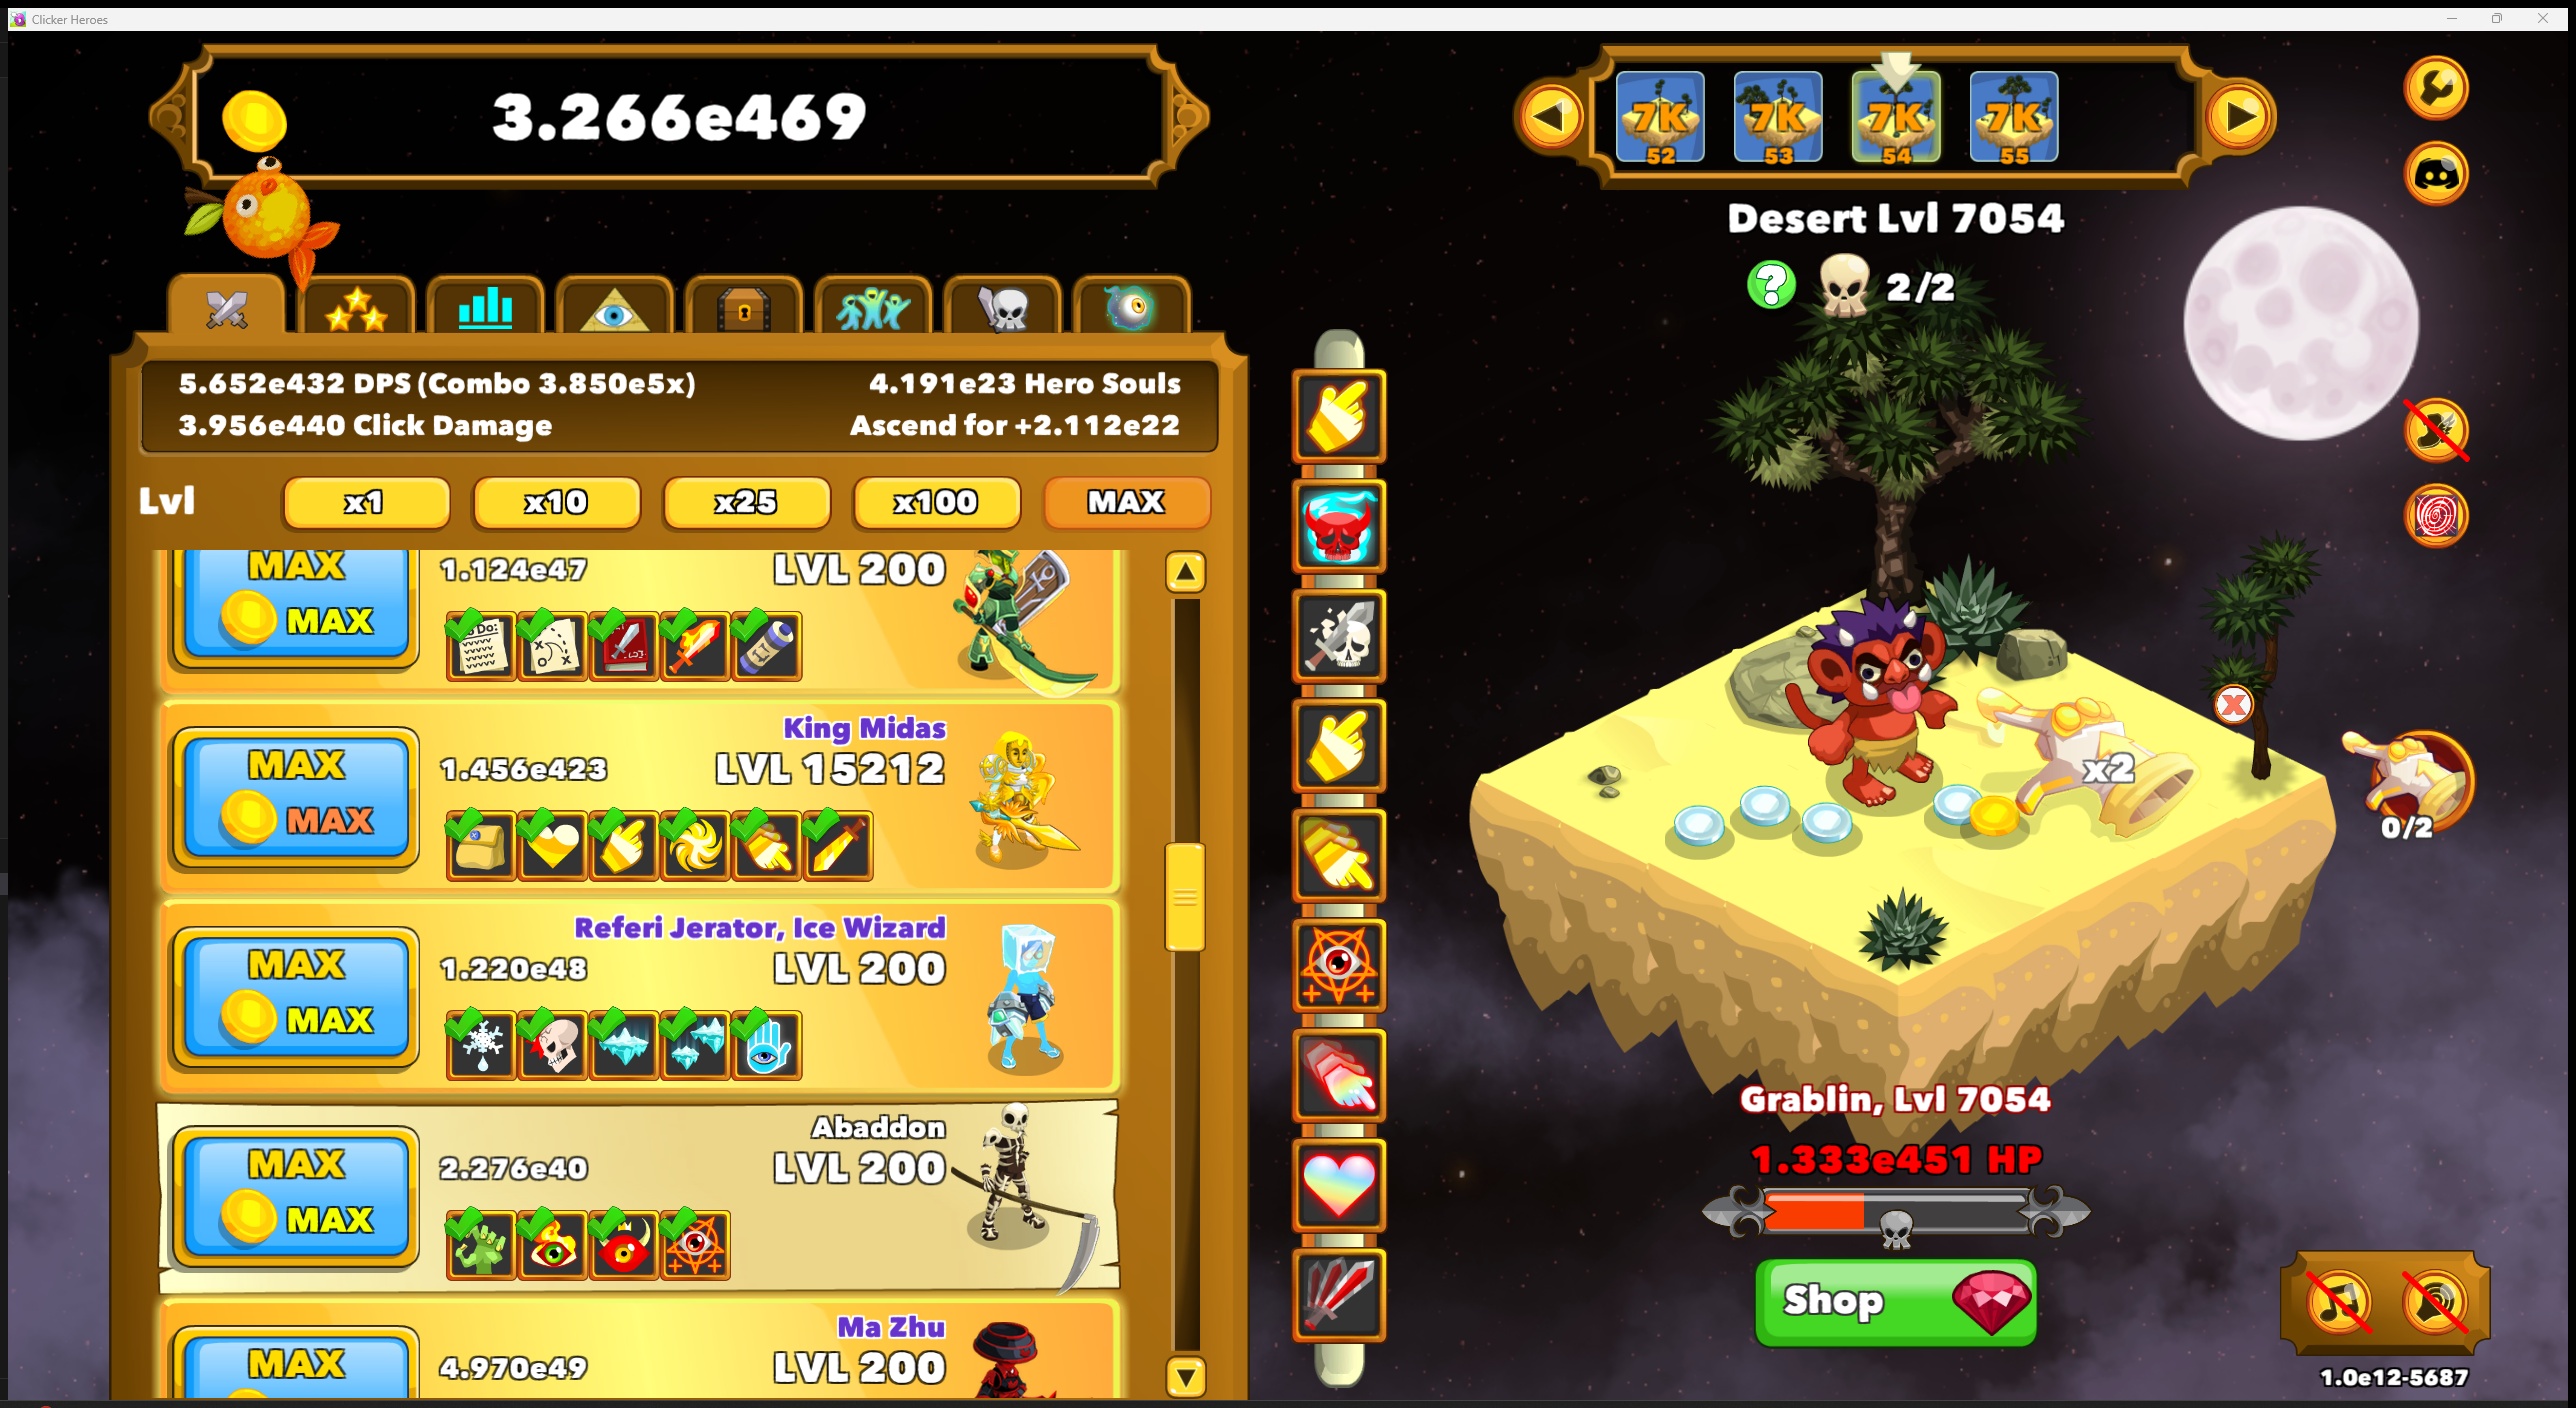 Clicker Heroes
3.266e469
7K 7K 7K 7K
52 53 54 55
Desert Lvl 7054
2/2
5.652e432 DPS (Combo 3.850e5x)
4.191e23 Hero Souls
3.956e440 Click Damage
Ascend for +2.112e22
Lvl x1 x10 x25 x100 MAX
MAX
MAX
1.124e47
LVL 200
Do:
King Midas
MAX
MAX
1.456e423
LVL 15212
Referi Jerator, Ice Wizard
MAX
MAX
1.220e48
LVL 200
Abaddon
MAX
MAX
2.276e40
LVL 200
Ma Zhu
MAX
4.970e49
LVL 200
x2
0/2
Grablin, Lvl 7054
1.333e451 HP
Shop
1.0e12-5687